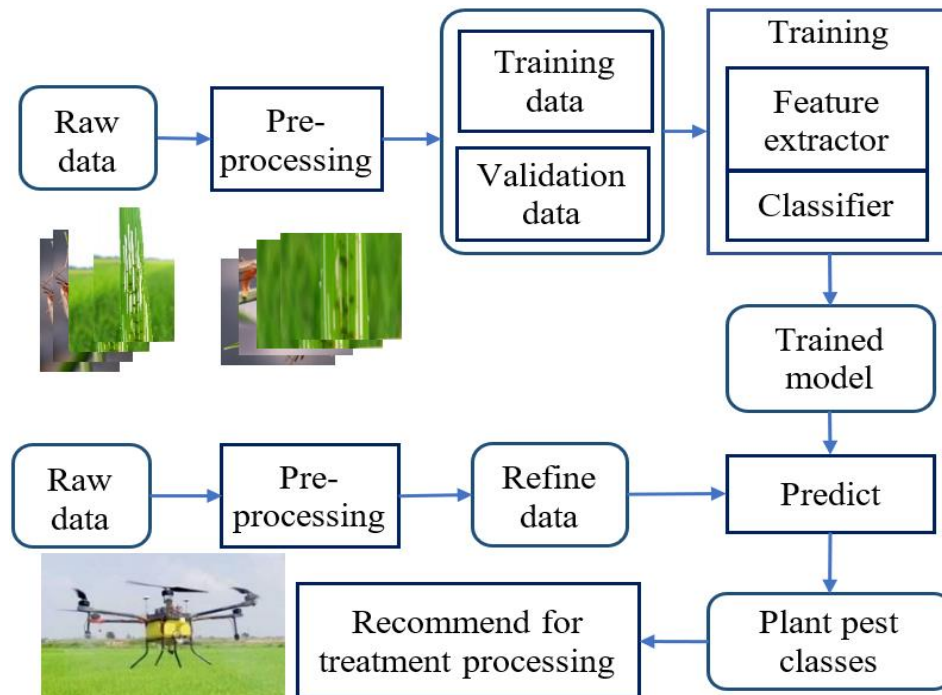 Raw
data
Pre-
processing
Training
data
Validation
data
Training
Feature
extractor
Classifier
Trained
model
Raw
data
Pre-
processing
Refine
data
Predict
Recommend for
treatment processing
Plant pest
classes